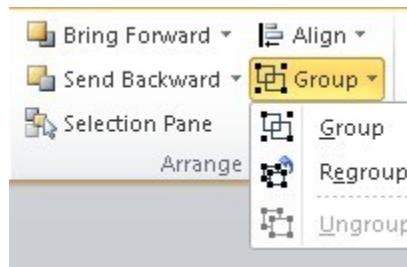 Bring Forward
Align
Send Backward
Group
Selection Pane
Group
Arrange
Regroup
Ungroup